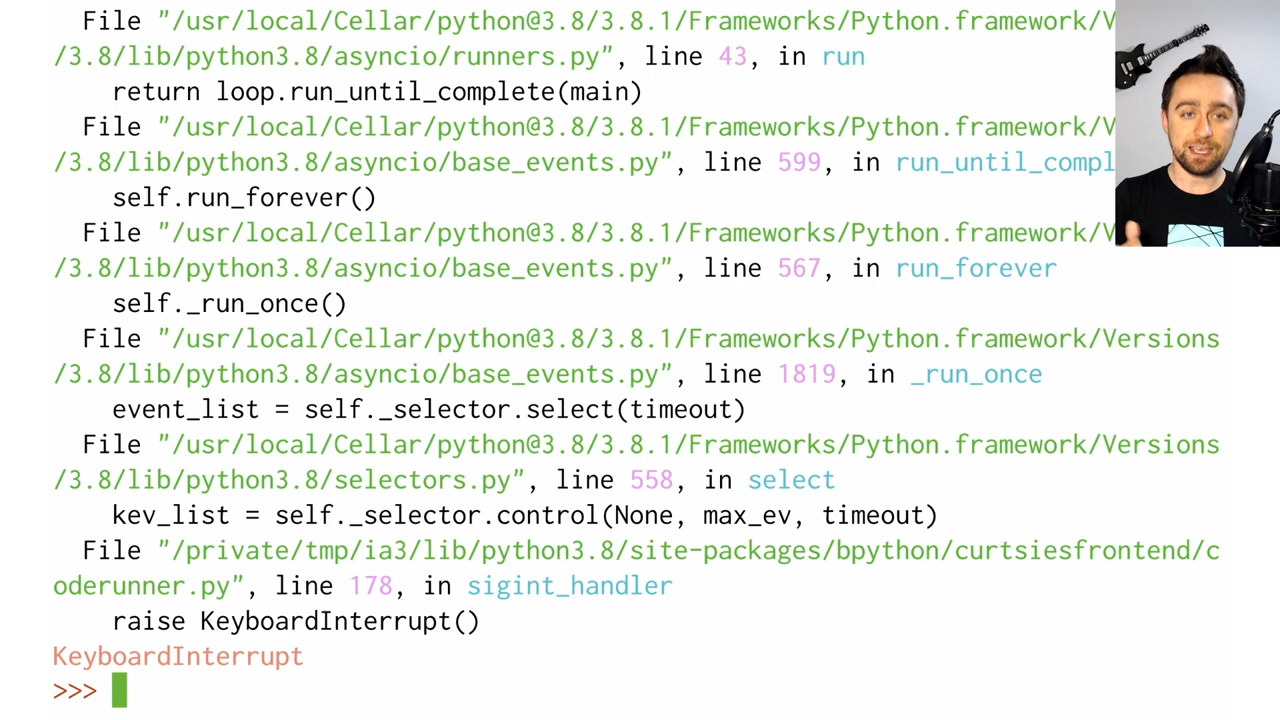 File "/usr/local/Cellar/python@3.8/3.8.1/Frameworks/Python.framework/V
/3.8/lib/python3.8/asyncio/runners.py", line 43, in run
return loop.run_until_complete(main)
File "/usr/local/Cellar/python@3.8/3.8.1/Frameworks/Python.framework/V
/3.8/lib/python3.8/asyncio/base_events.py", line 599, in run_until_compl
self.run_forever()
File "/usr/local/Cellar/python@3.8/3.8.1/Frameworks/Python.framework/V
/3.8/lib/python3.8/asyncio/base_events.py", line 567, in run_forever
self._run_once()
File "/usr/local/Cellar/python@3.8/3.8.1/Frameworks/Python.framework/Versions
/3.8/lib/python3.8/asyncio/base_events.py", line 1819, in _run_once
event_list = self._selector.select(timeout)
File "/usr/local/Cellar/python@3.8/3.8.1/Frameworks/Python.framework/Versions
/3.8/lib/python3.8/selectors.py", line 558, in select
kev_list = self._selector.control(None, max_ev, timeout)
File "/private/tmp/ia3/lib/python3.8/site-packages/bpython/curtsiesfrontend/c
oderunner.py", line 178, in sigint_handler
raise KeyboardInterrupt()
KeyboardInterrupt
>>>